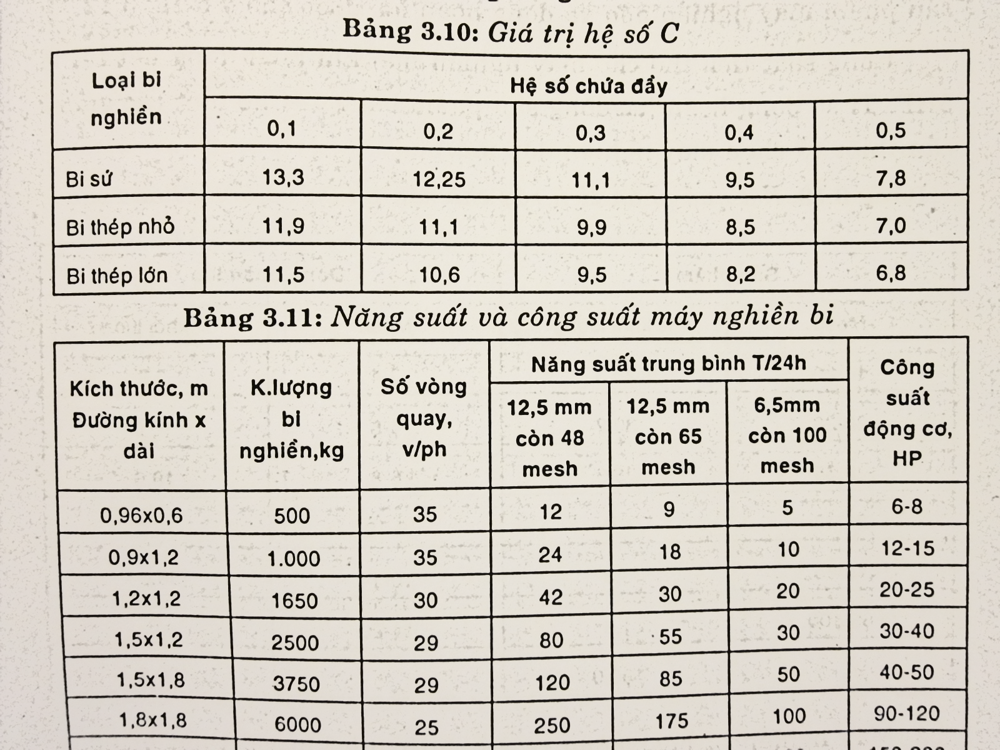 Bảng 3.10: Giá trị hệ số C
Loại bi nghiền
Hệ số chứa đầy
0,1 0,2 0,3 0,4 0,5
Bi sứ 13,3 12,25 11,1 9,5 7,8
Bi thép nhỏ 11,9 11,1 9,9 8,5 7,0
Bi thép lớn 11,5 10,6 9,5 8,2 6,8
Bảng 3.11: Năng suất và công suất máy nghiền bi
Kích thước, m
Đường kính x
dài
K.lượng
bi
nghiền,kg
Số vòng
quay,
v/ph
Năng suất trung bình T/24h
12,5 mm
còn 48
mesh
12,5 mm
còn 65
mesh
6,5mm
còn 100
mesh
Công
suất
động cơ,
HP
0,96x0,6 500 35 12 9 5 6-8
0,9x1,2 1.000 35 24 18 10 12-15
1,2x1,2 1650 30 42 30 20 20-25
1,5x1,2 2500 29 80 55 30 30-40
1,5x1,8 3750 29 120 85 50 40-50
1,8x1,8 6000 25 250 175 100 90-120